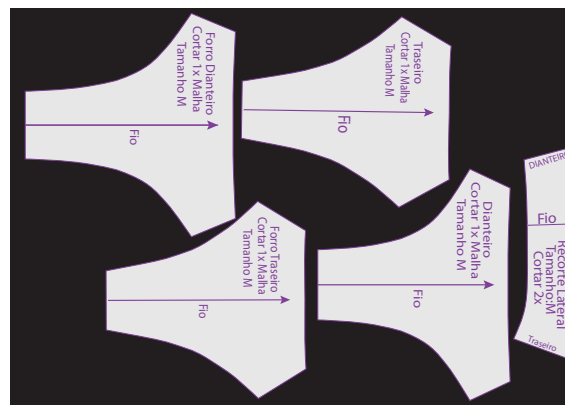 Forro Dianteiro
Cortar 1x Malha
Tamanho M
Fio
Traseiro
Cortar 1x Malha
Tamanho M
Fio
Forro Traseiro
Cortar 1x Malha
Tamanho M
Fio
Dianteiro
Cortar 1x Malha
Tamanho M
Fio
DIANTEIRO
Fio
Recorte Lateral
Tamanho:M
Cortar 2x
Traseiro